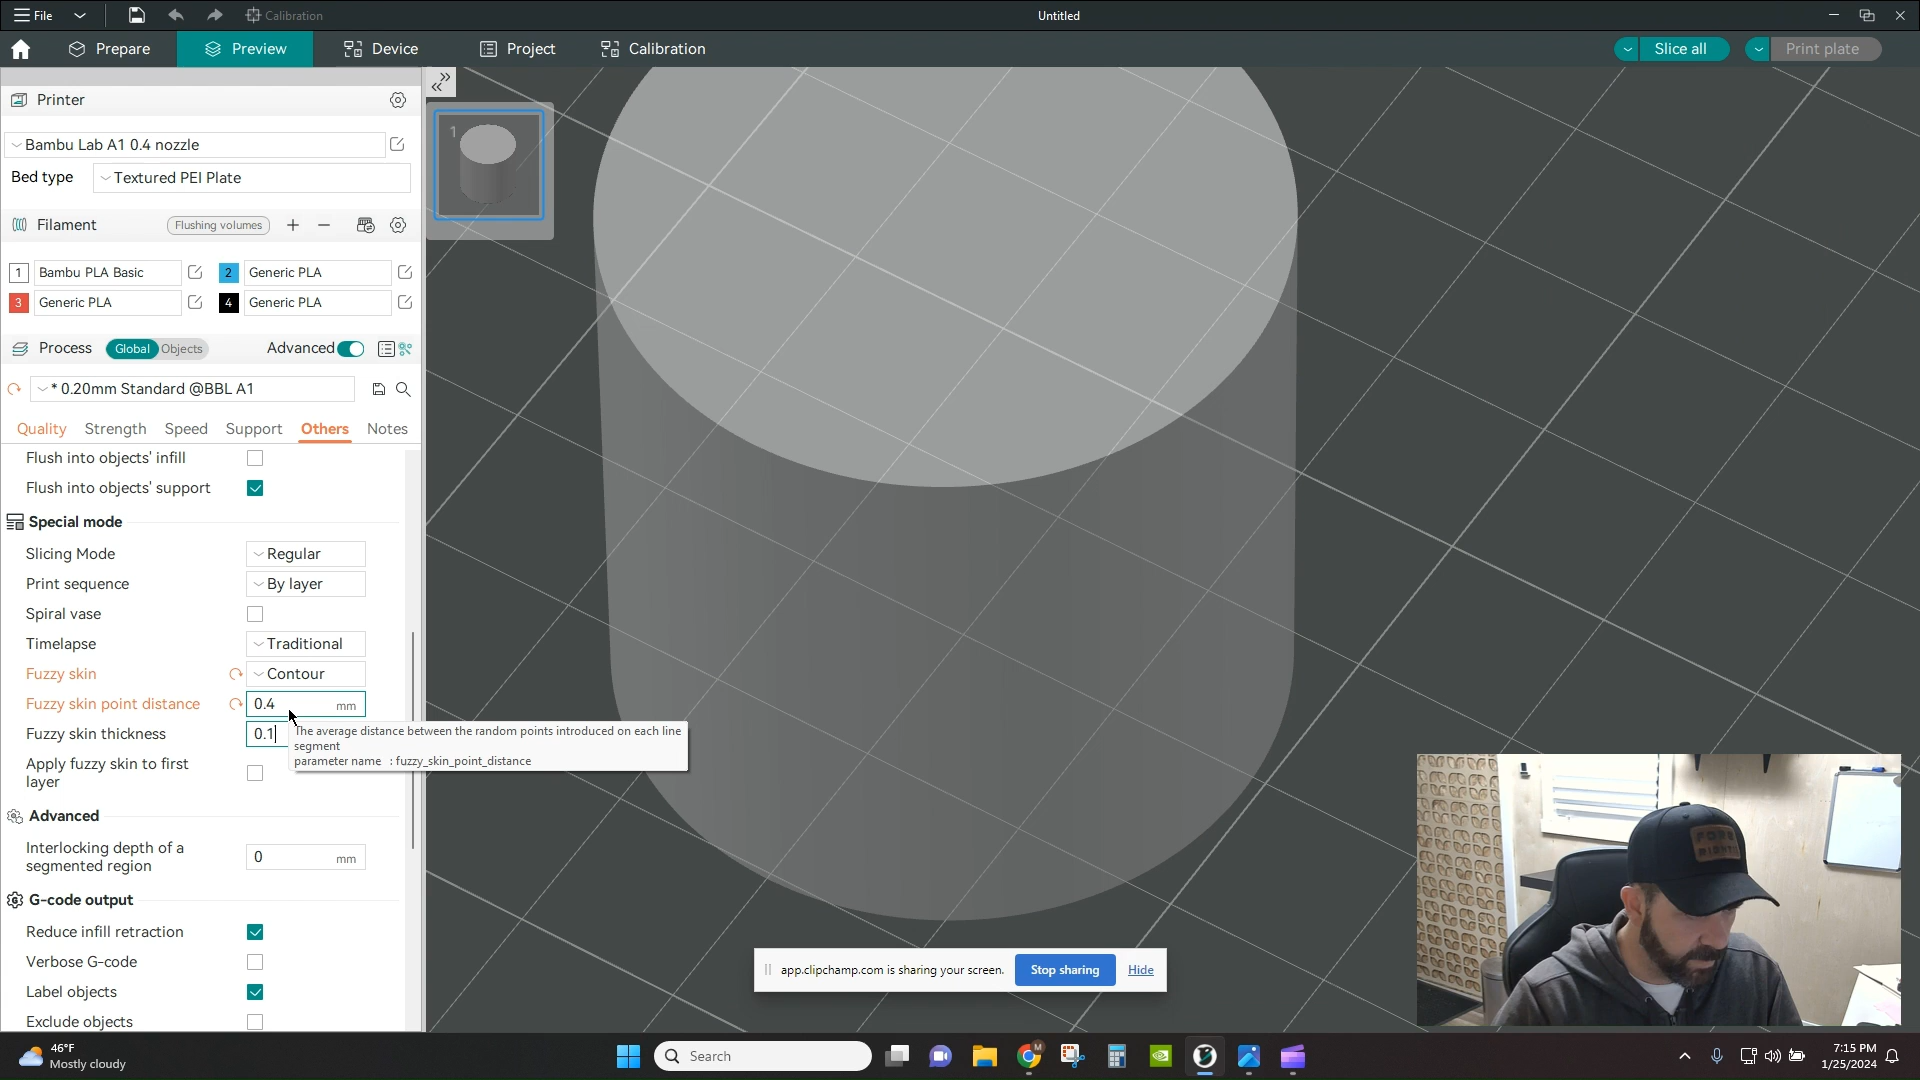 File
Calibration
Untitled
Prepare
Preview
Device
Project
Calibration
Slice all
Print plate
Printer
Bambu Lab A1 0.4 nozzle
Bed type
Textured PEI Plate
Filament
Flushing volumes
1 Bambu PLA Basic
2 Generic PLA
3 Generic PLA
4 Generic PLA
Process
Global
Objects
Advanced
* 0.20mm Standard @BBL A1
Quality
Strength
Speed
Support
Others
Notes
Flush into objects' infill
Flush into objects' support
Special mode
Slicing Mode
Regular
Print sequence
By layer
Spiral vase
Timelapse
Traditional
Fuzzy skin
Contour
Fuzzy skin point distance
0.4 mm
Fuzzy skin thickness
0.1
The average distance between the random points introduced on each line
segment
parameter name : fuzzy_skin_point_distance
Apply fuzzy skin to first
layer
Advanced
Interlocking depth of a
segmented region
0 mm
G-code output
Reduce infill retraction
Verbose G-code
Label objects
Exclude objects
1
app.clipchamp.com is sharing your screen.
Stop sharing
Hide
46°F
Mostly cloudy
Search
7:15 PM
1/25/2024